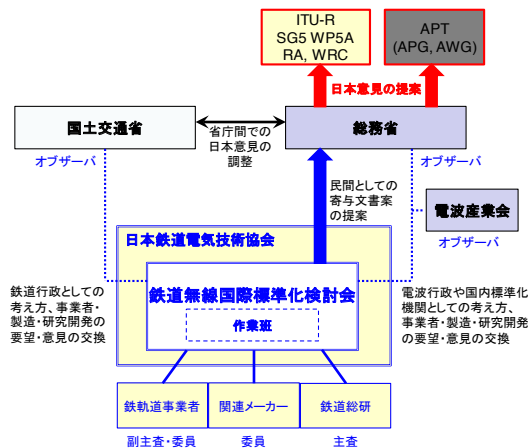 ITU-R
SG5 WP5A
RA, WRC
APT
(APG, AWG)
日本意見の提案
国土交通省
省庁間での
日本意見の
調整
総務省
オブザーバ
オブザーバ
民間としての
寄与文書案
の提案
電波産業会
オブザーバ
日本鉄道電気技術協会
鉄道無線国際標準化検討会
作業班
鉄道行政としての
考え方、事業者・
製造・研究開発の
要望・意見の交換
電波行政や国内標準化
機関としての考え方、
事業者・製造・研究開発
の要望・意見の交換
鉄軌道事業者
関連メーカー
鉄道総研
副主査・委員
委員
主査